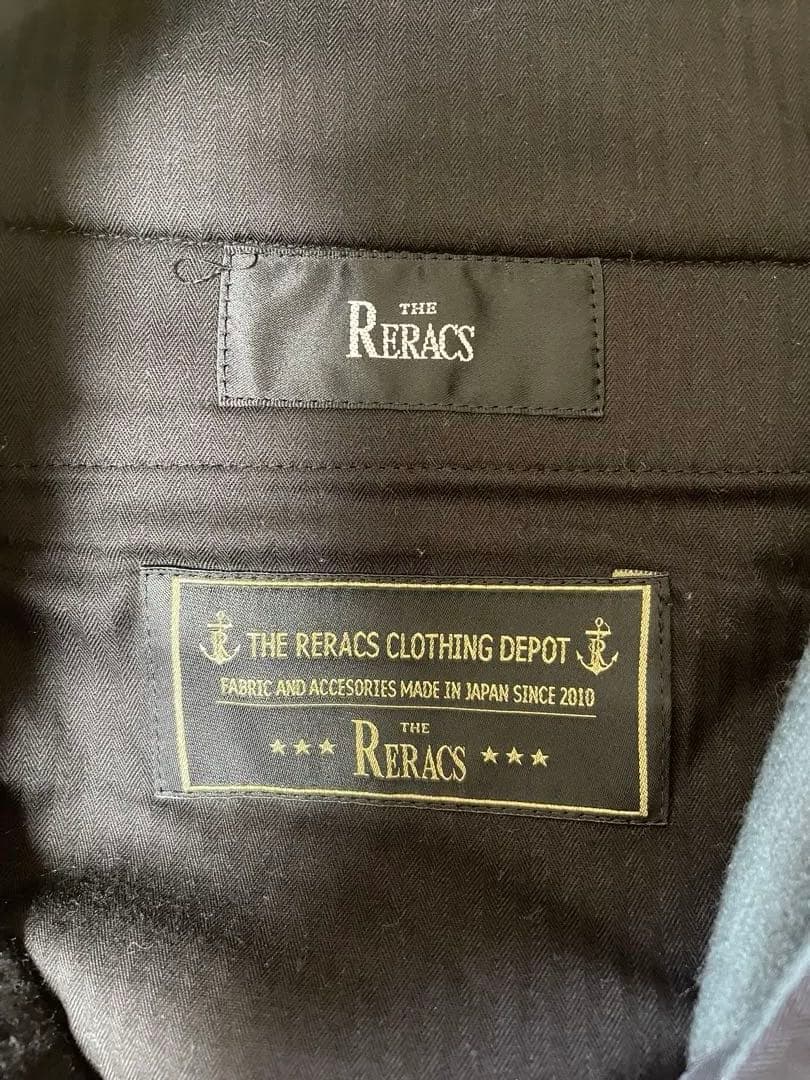 THE
RERACS
THE RERACS CLOTHING DEPOT
FABRIC AND ACCESORIES MADE IN JAPAN SINCE 2010
THE
★★★ RERACS ★★★